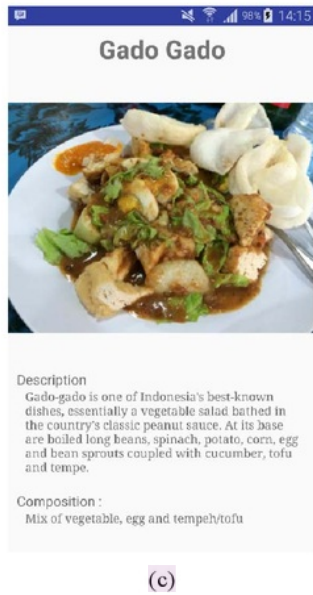 98% 14:15
Gado Gado
Description
Gado-gado is one of Indonesia's best-known
dishes, essentially a vegetable salad bathed in
the country's classic peanut sauce. At its base
are boiled long beans, spinach, potato, corn, egg
and bean sprouts coupled with cucumber, tofu
and tempe.
Composition :
Mix of vegetable, egg and tempeh/tofu
(c)